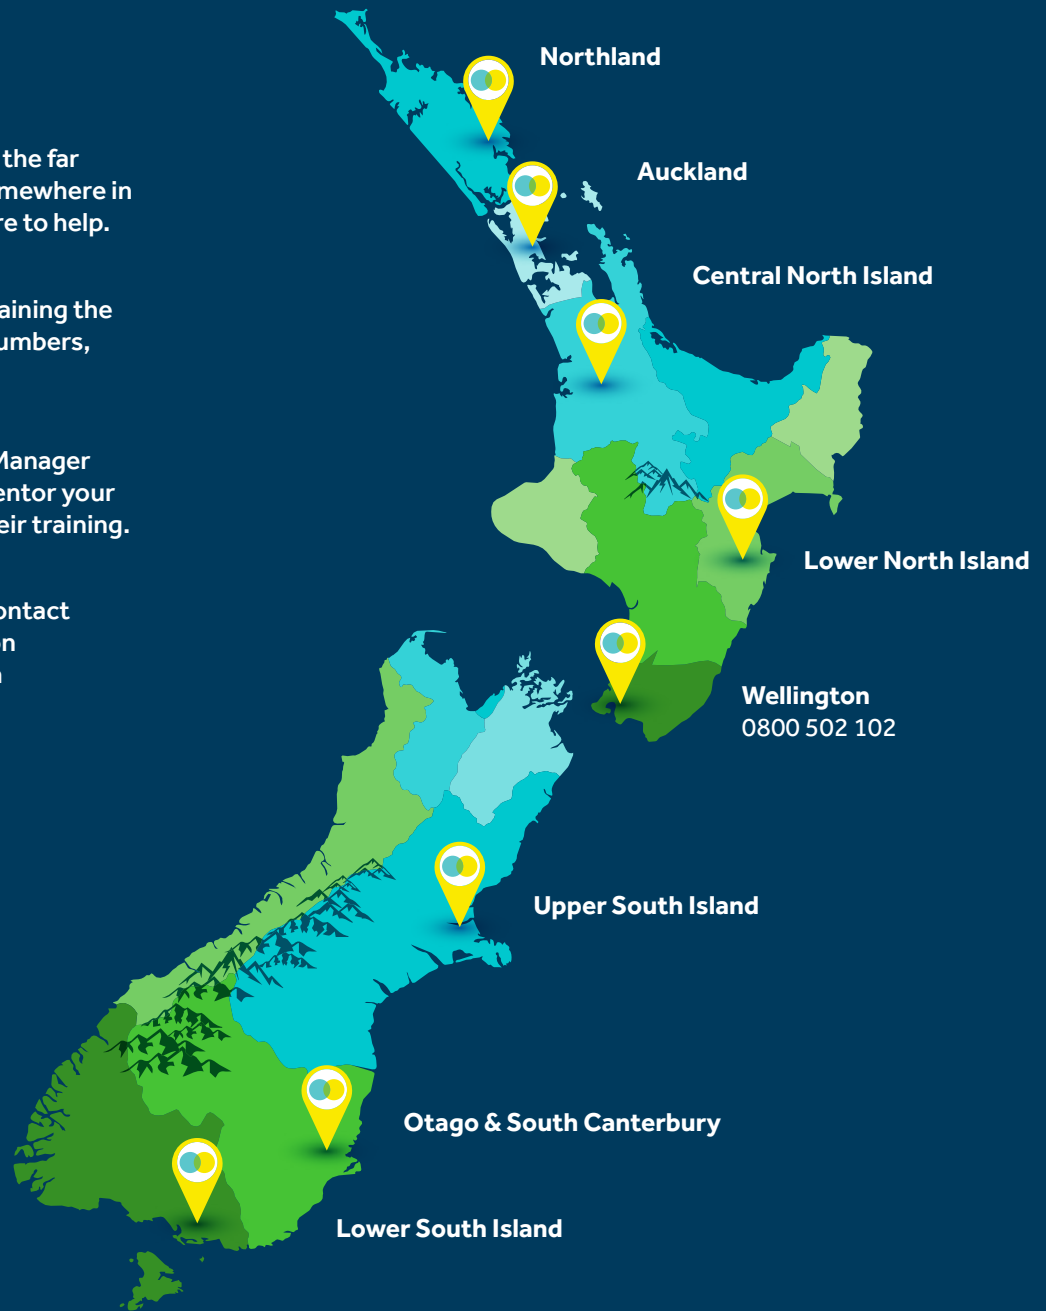 the far
mewhere in
re to help.
aining the
umbers,
Manager
entor your
eir training.
ontact
n
Northland
Auckland
Central North Island
Lower North Island
Wellington
0800 502 102
Upper South Island
Otago & South Canterbury
Lower South Island